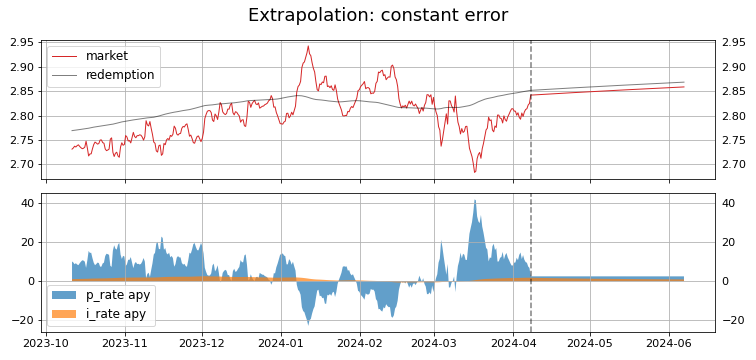 Extrapolation: constant error
2.95 2.95
market
2.90 2.90
redemption
2.85 2.85
2.80 2.80
2.75 2.75
2.70 2.70
40 40
20 20
0 0
p_rate apy
i_rate apy
−20 −20
2023-10 2023-11 2023-12 2024-01 2024-02 2024-03 2024-04 2024-05 2024-06